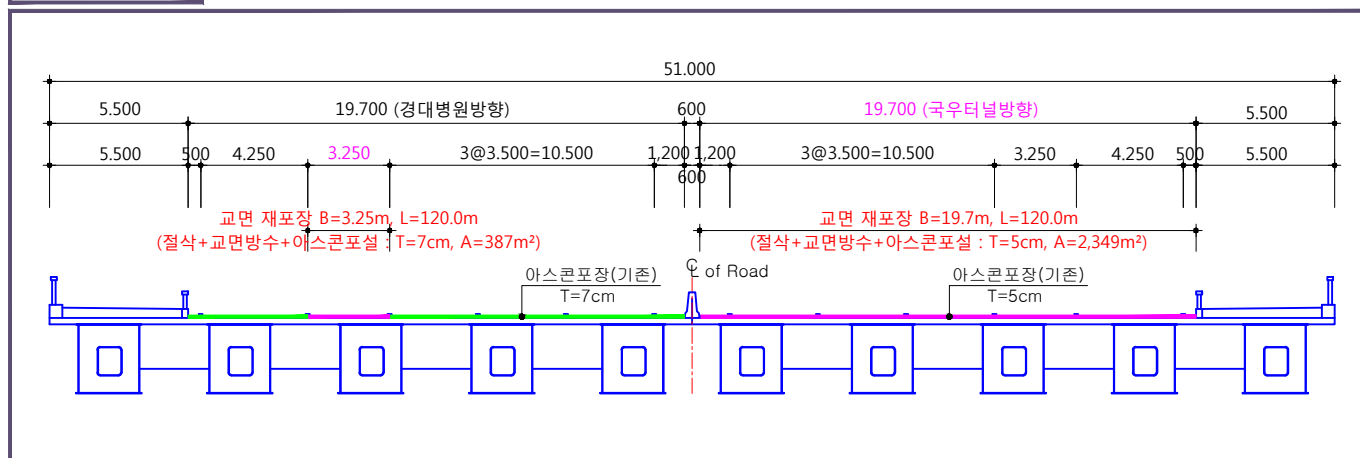 51.000
5.500 19.700 (경대병원방향) 600 19.700 (국우터널방향) 5.500
5.500 500 4.250 3.250 3@3.500=10.500 1,200 1,200 3@3.500=10.500 3.250 4.250 500 5.500
600
교면 재포장 B=3.25m, L=120.0m
(절삭+교면방수+아스콘포설 : T=7cm, A=387m²)
교면 재포장 B=19.7m, L=120.0m
(절삭+교면방수+아스콘포설 : T=5cm, A=2,349m²)
아스콘포장(기존)
T=7cm
℄ of Road
아스콘포장(기존)
T=5cm